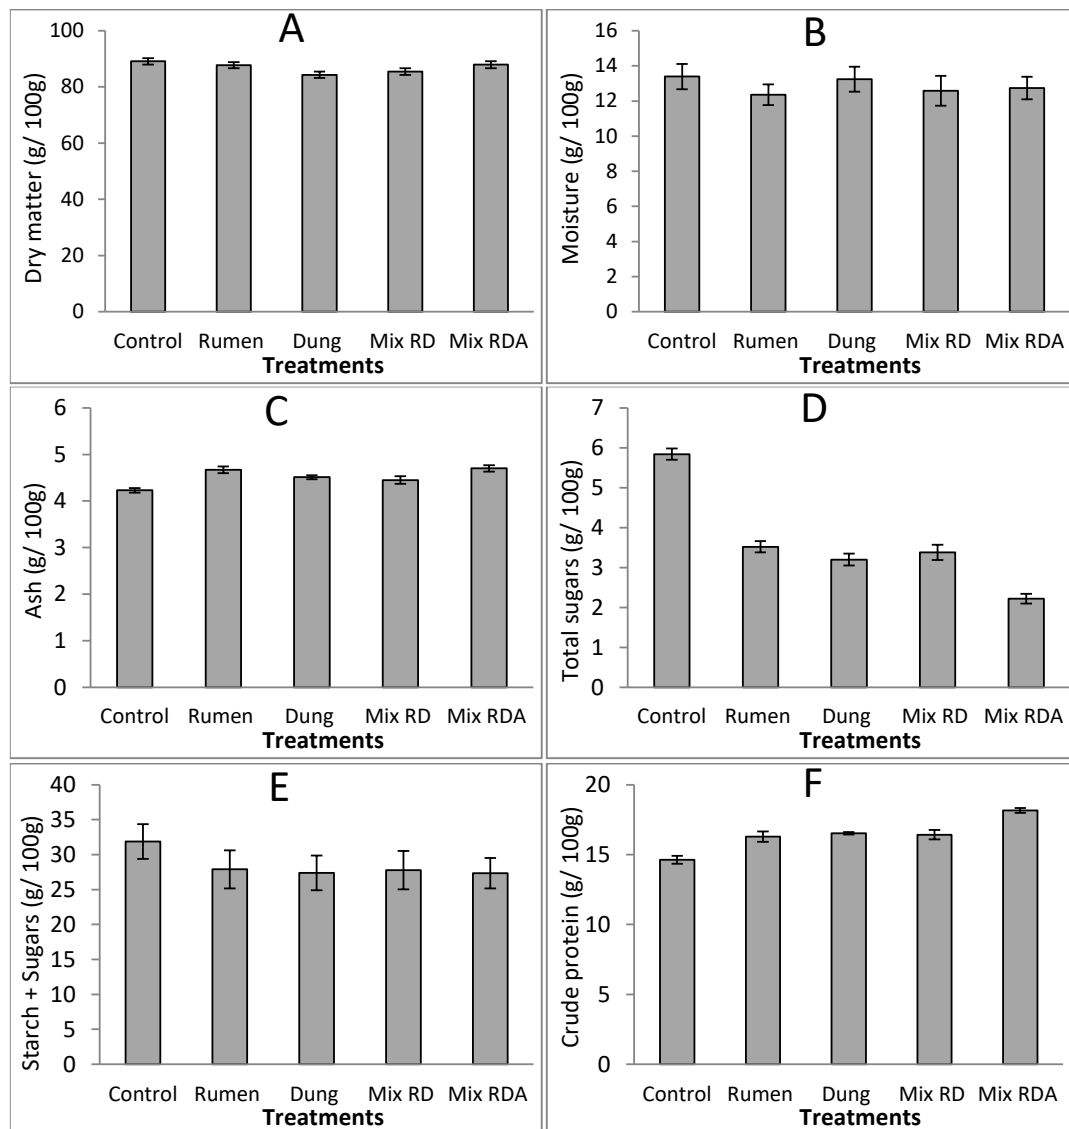 A
Dry matter (g/ 100g)
100
80
60
40
20
0
Control Rumen Dung Mix RD Mix RDA
Treatments
B
Moisture (g/ 100g)
16
14
12
10
8
6
4
2
0
Control Rumen Dung Mix RD Mix RDA
Treatments
C
Ash (g/ 100g)
6
5
4
3
2
1
0
Control Rumen Dung Mix RD Mix RDA
Treatments
D
Total sugars (g/ 100g)
7
6
5
4
3
2
1
0
Control Rumen Dung Mix RD Mix RDA
Treatments
E
Starch + Sugars (g/ 100g)
40
35
30
25
20
15
10
5
0
Control Rumen Dung Mix RD Mix RDA
Treatments
F
Crude protein (g/ 100g)
20
15
10
5
0
Control Rumen Dung Mix RD Mix RDA
Treatments